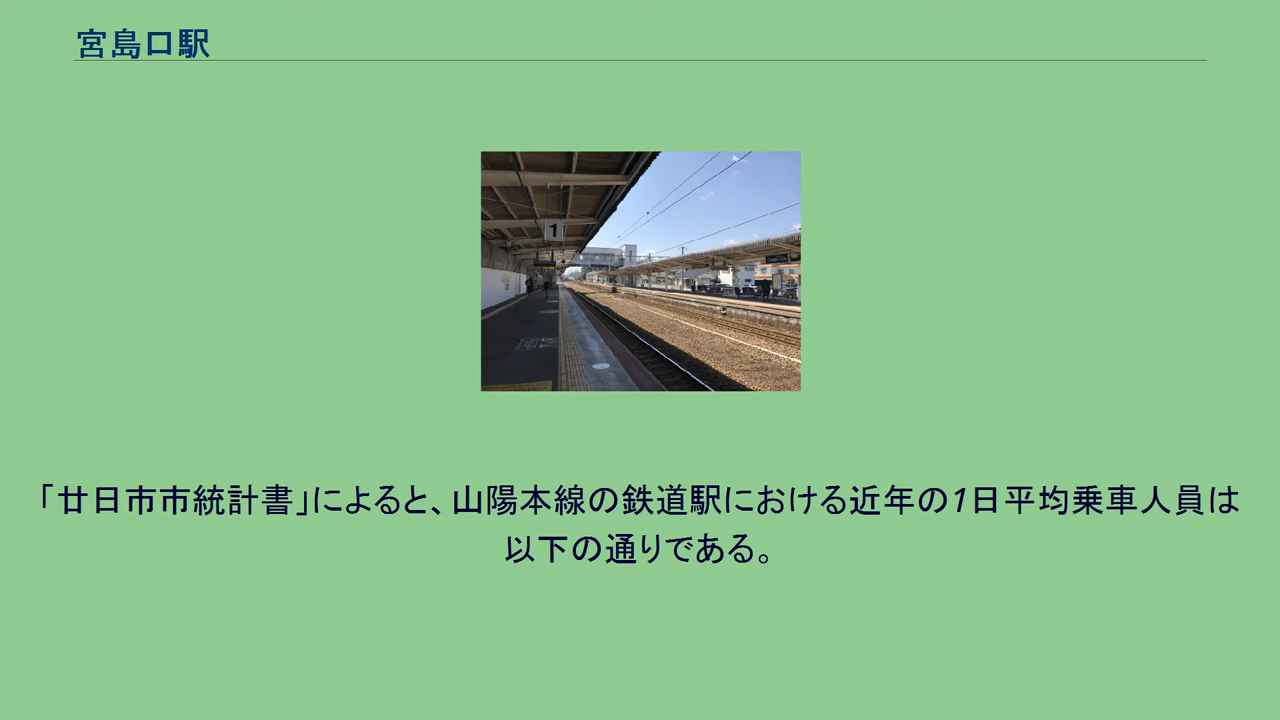 宮島口駅
1
「廿日市市統計書」によると、山陽本線の鉄道駅における近年の1日平均乗車人員は
以下の通りである。